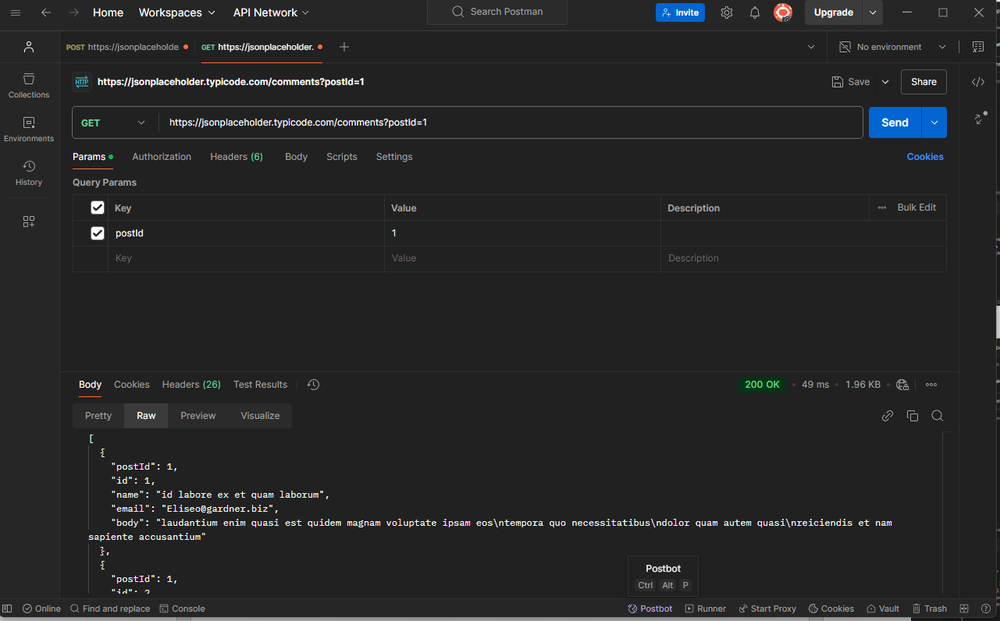 Home Workspaces API Network Search Postman Invite Upgrade
POST https://jsonplaceholde GET https://jsonplaceholder. No environment
HTTP https://jsonplaceholder.typicode.com/comments?postId=1 Save Share
GET https://jsonplaceholder.typicode.com/comments?postId=1 Send
Collections
Environments
History
Params Authorization Headers (6) Body Scripts Settings Cookies
Query Params
Key Value Description Bulk Edit
postId 1
Key Value Description
Body Cookies Headers (26) Test Results 200 OK 49 ms 1.96 KB
Pretty Raw Preview Visualize
[
{
"postId": 1,
"id": 1,
"name": "id labore ex et quam laborum",
"email": "Eliseo@gardner.biz",
"body": "laudantium enim quasi est quidem magnam voluptate ipsam eos\ntempora quo necessitatibus\ndolor quam autem quasi\nreiciendis et nam
sapiente accusantium"
},
{
"postId": 1,
"id": 2
Postbot
Ctrl Alt P
Online Find and replace Console Postbot Runner Start Proxy Cookies Vault Trash